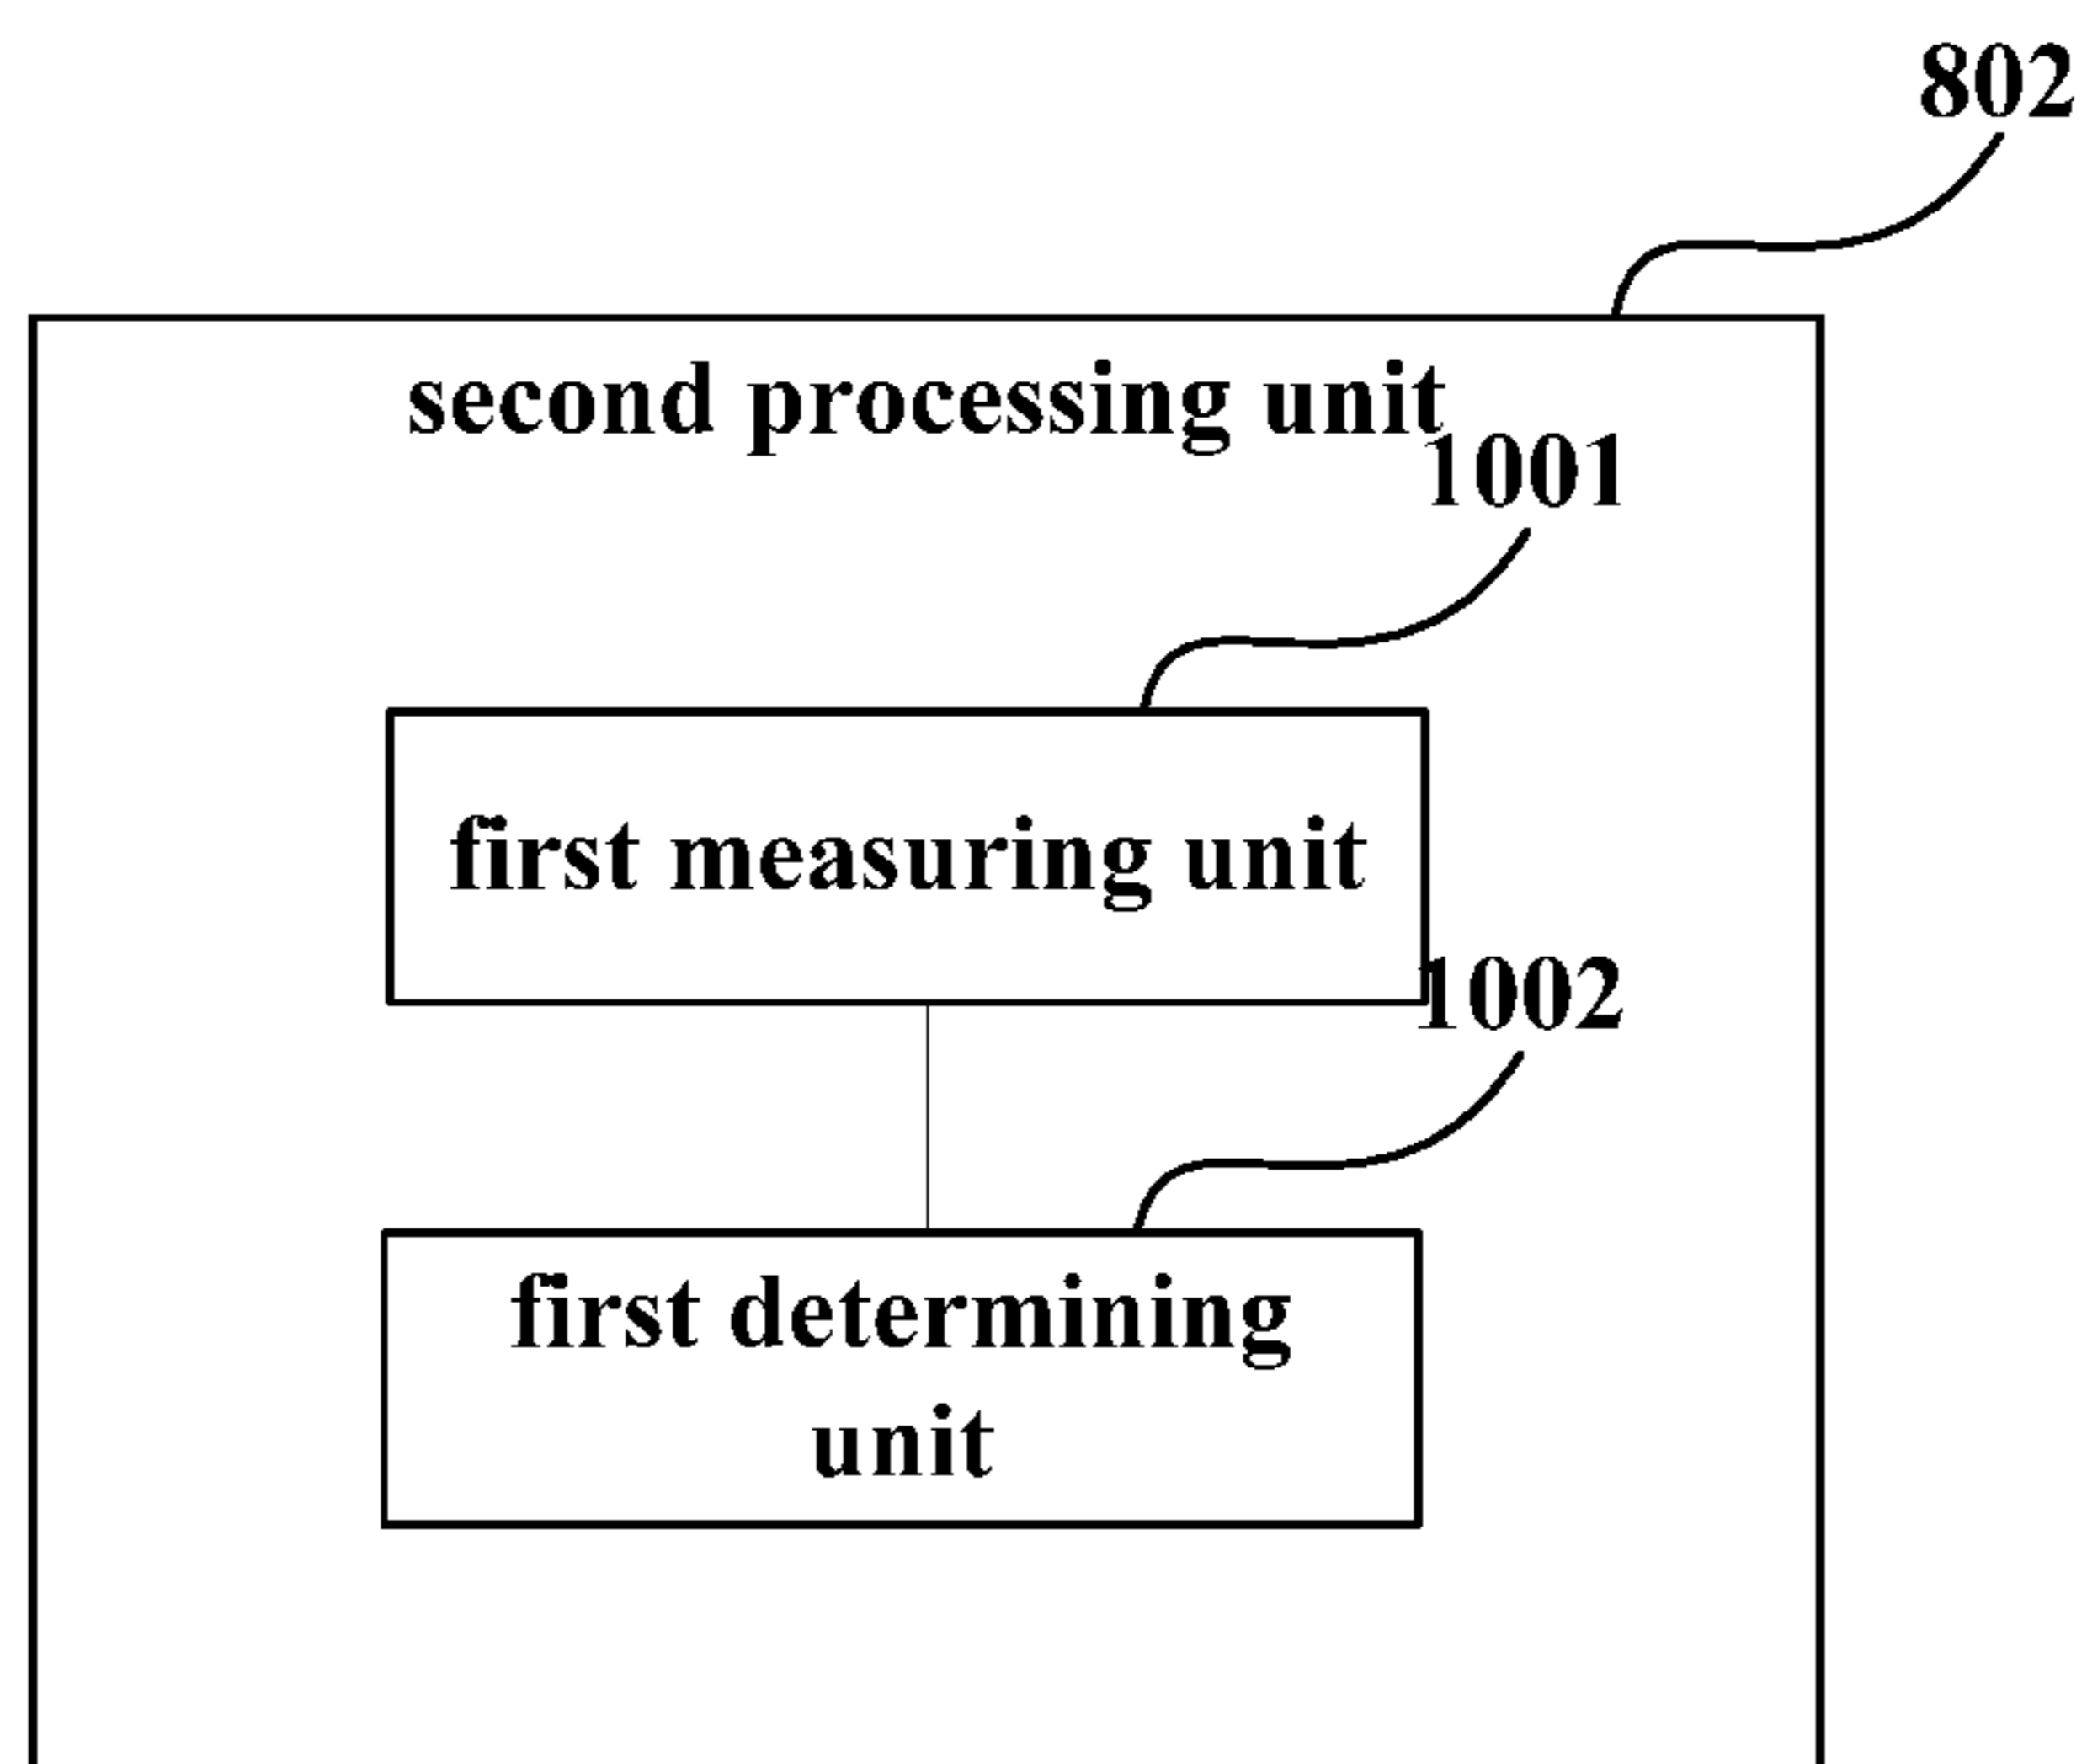 802
second processing unit
1001
first measuring unit
1002
first determining
unit